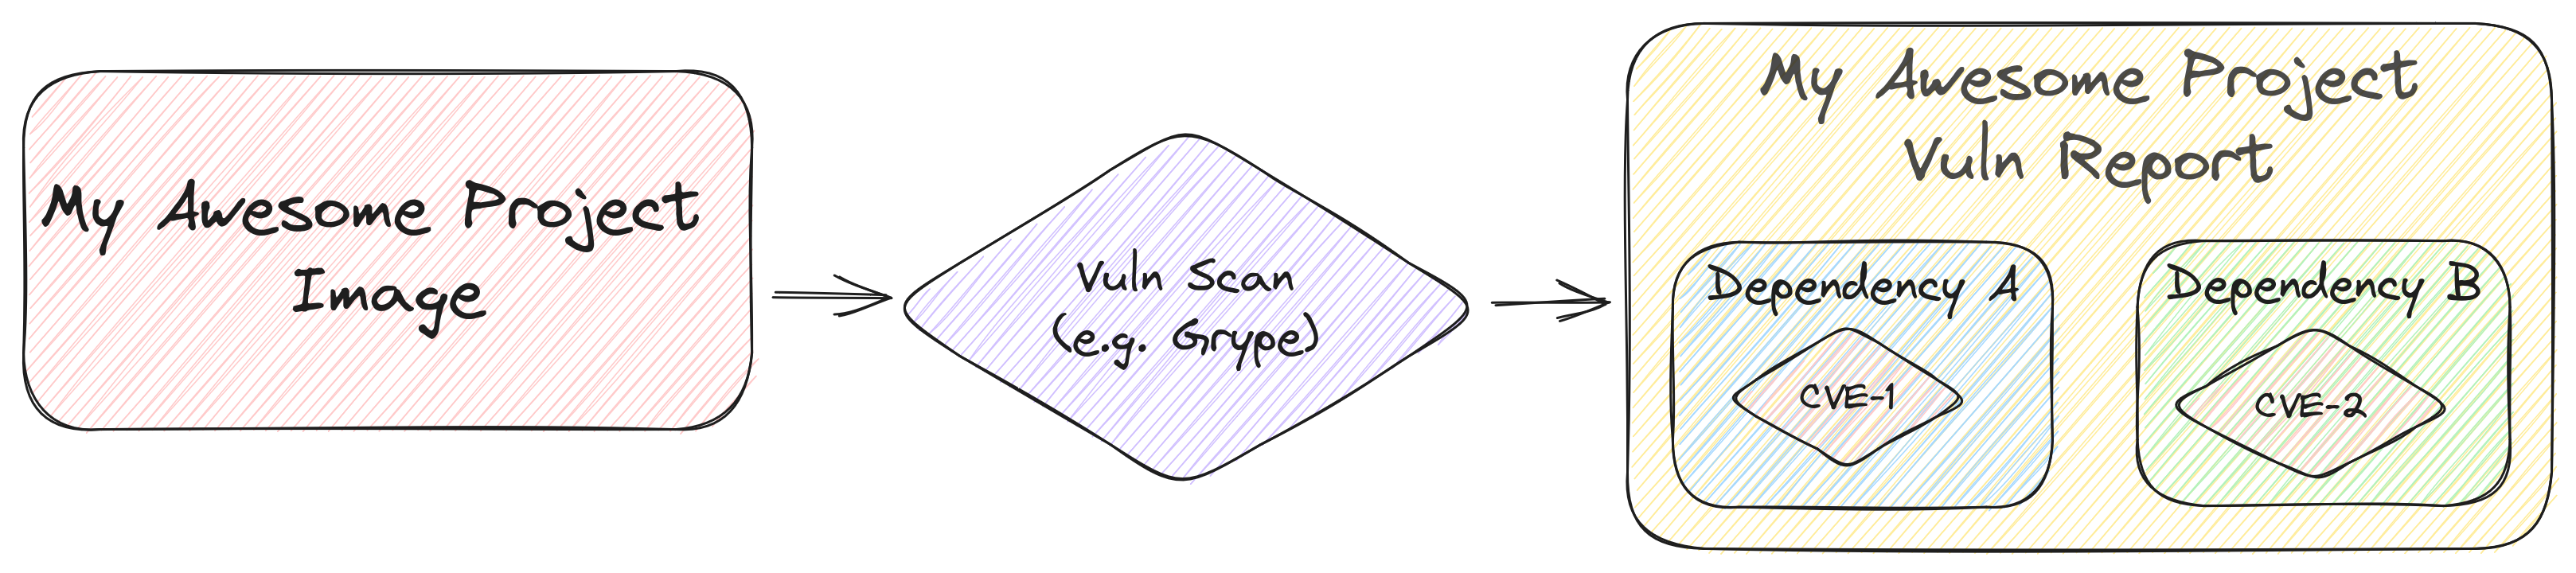 My Awesome Project
Image
Vuln Scan
(e.g. Grype)
My Awesome Project
Vuln Report
Dependency A
CVE-1
Dependency B
CVE-2